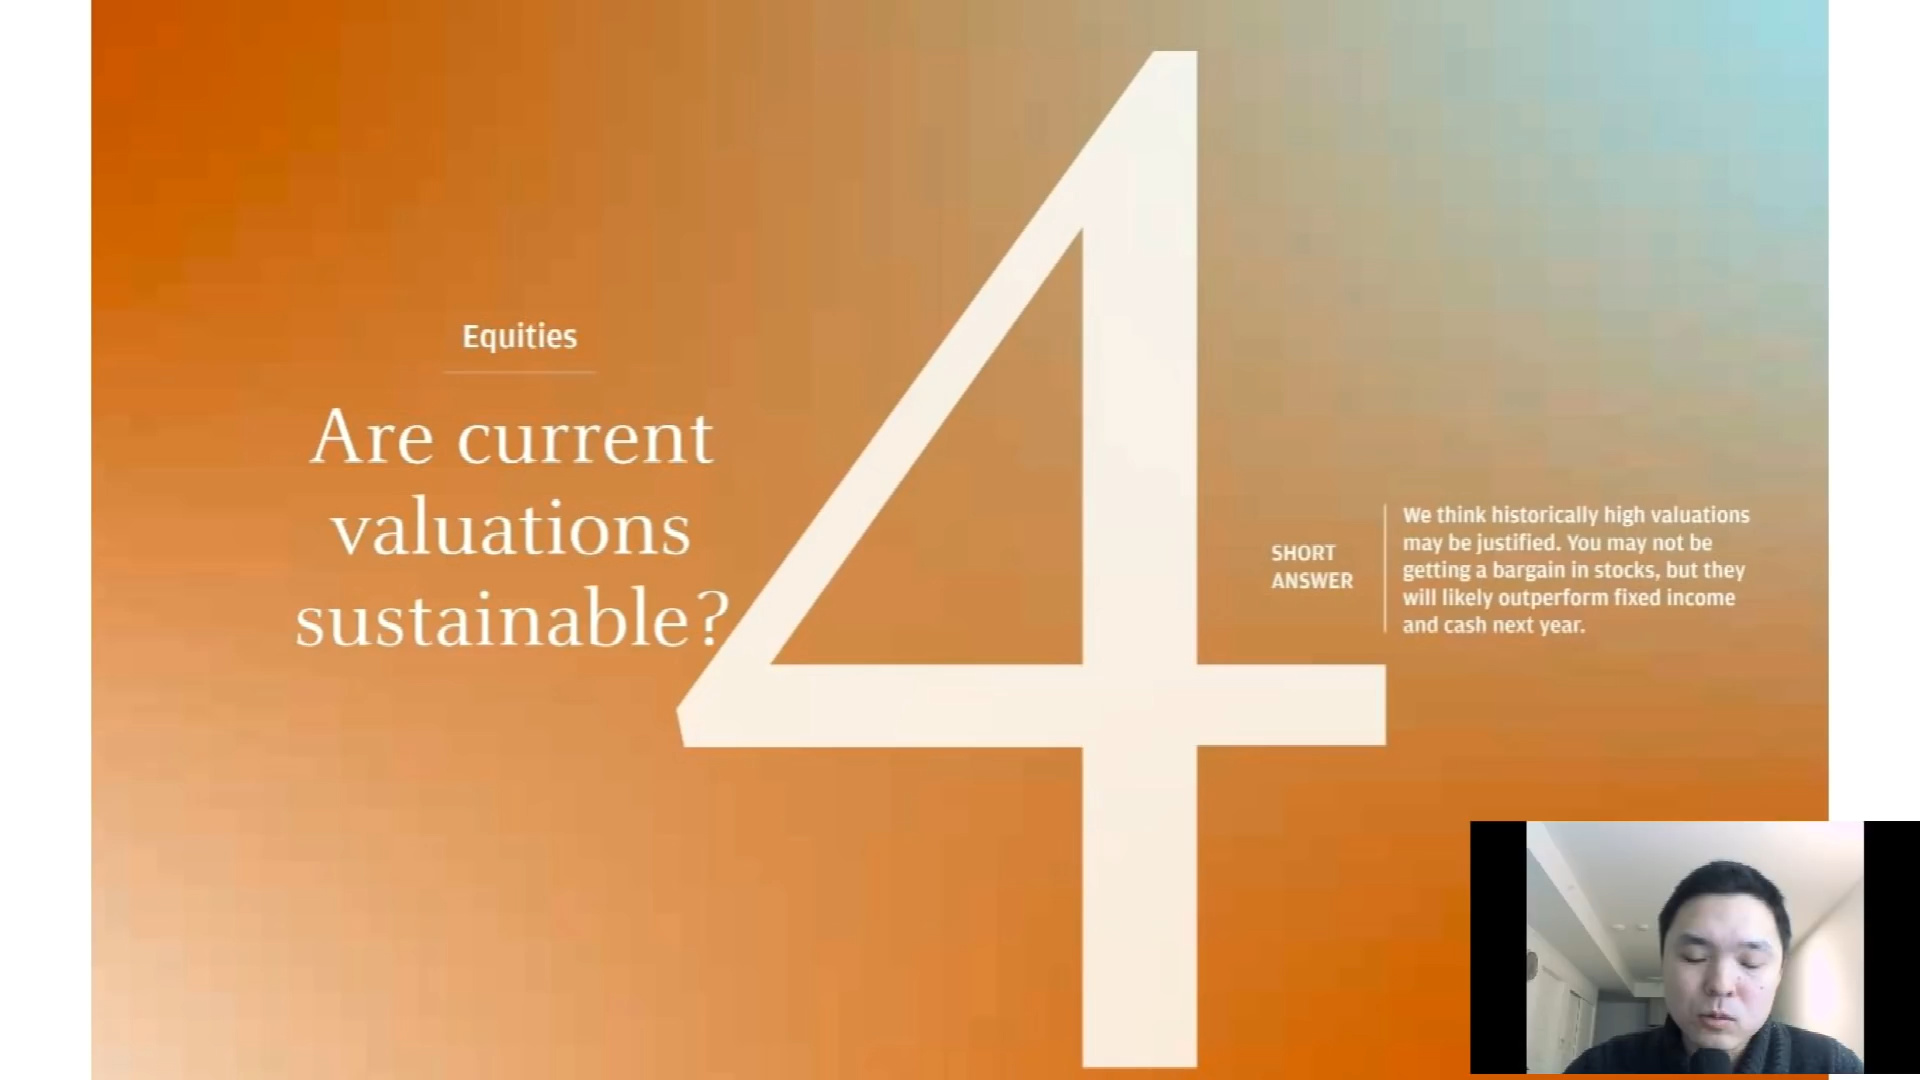 Equities
Are current
valuations
sustainable?
4
SHORT
ANSWER
We think historically high valuations
may be justified. You may not be
getting a bargain in stocks, but they
will likely outperform fixed income
and cash next year.